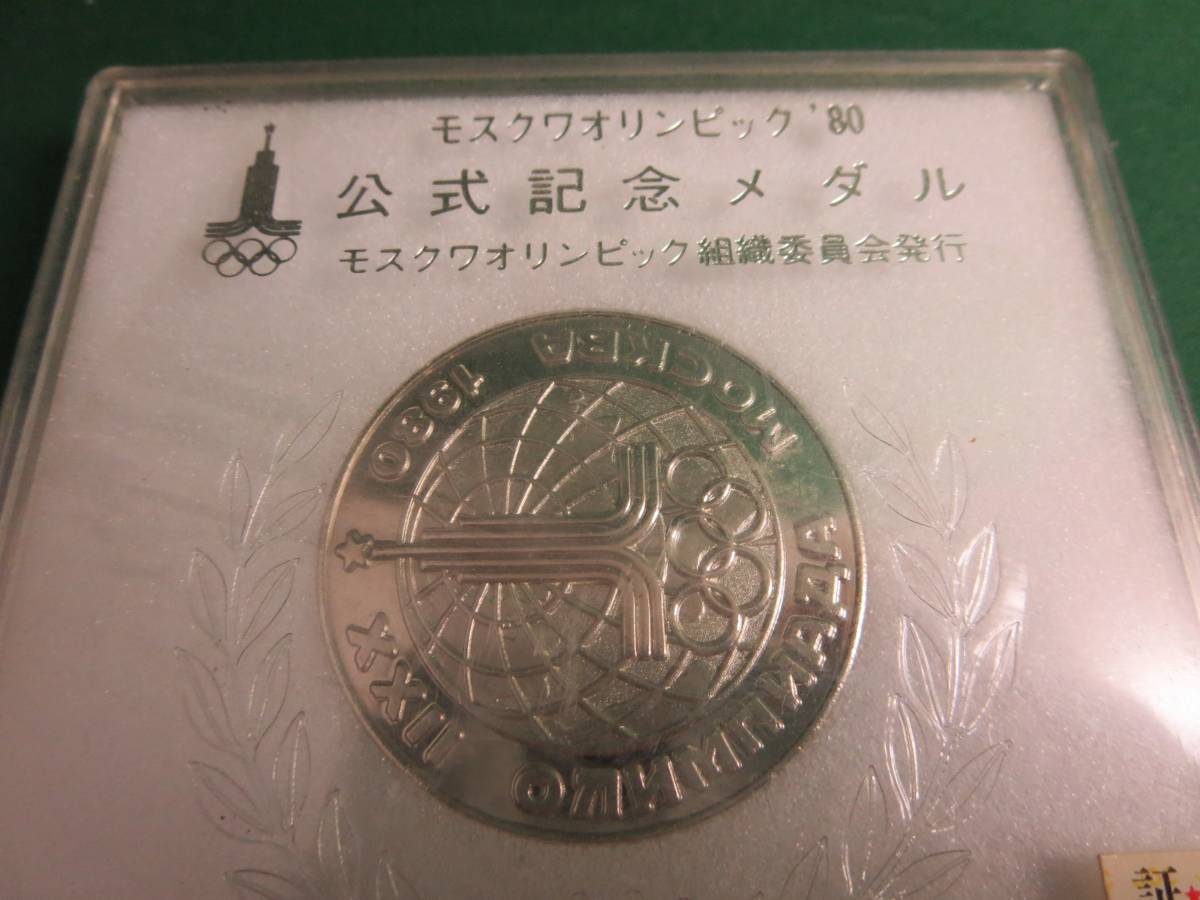 モスクワオリンピック '80
公式記念メダル
モスクワオリンピック組織委員会発行
XXII ОЛИМПИАДА
МОСКВА 1980
証